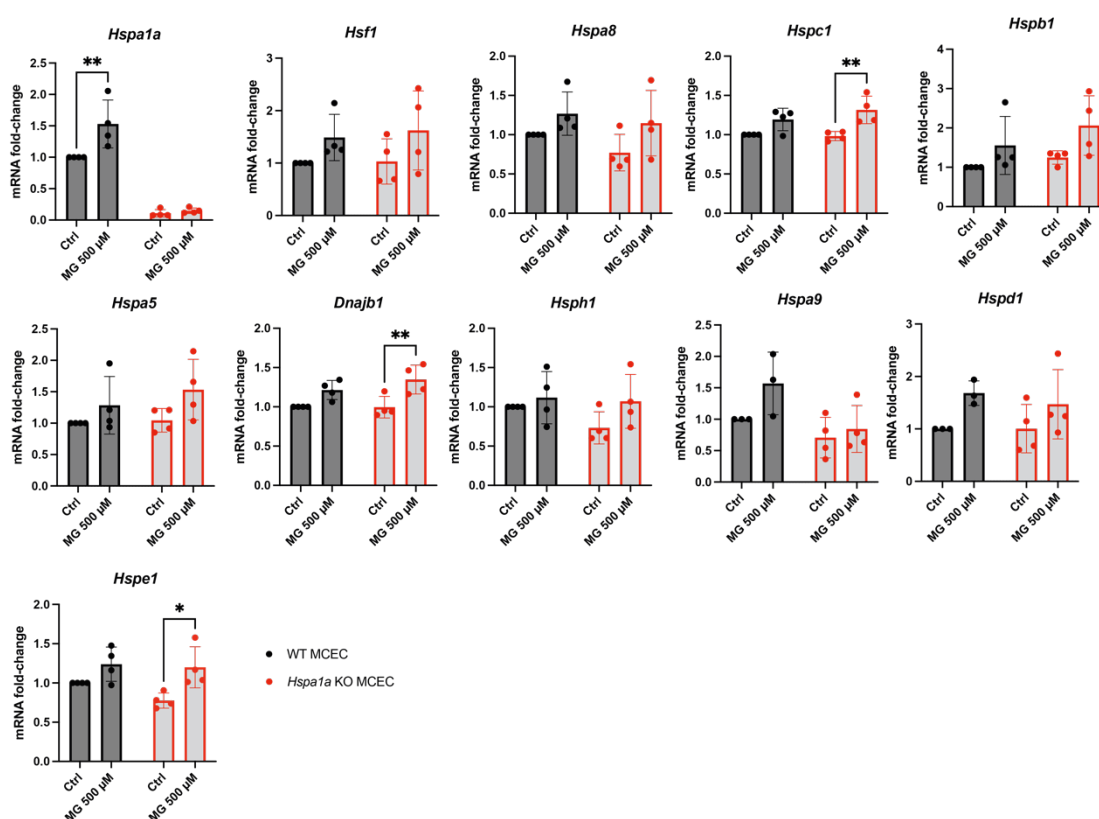 Hspa1a
mRNA fold-change
2.5
2.0
1.5
1.0
0.5
0.0
**
Ctrl
MG 500 µM
Ctrl
MG 500 µM
Hsf1
mRNA fold-change
3
2
1
0
Ctrl
MG 500 µM
Ctrl
MG 500 µM
Hspa8
mRNA fold-change
2.0
1.5
1.0
0.5
0.0
Ctrl
MG 500 µM
Ctrl
MG 500 µM
Hspc1
mRNA fold-change
2.0
1.5
1.0
0.5
0.0
**
Ctrl
MG 500 µM
Ctrl
MG 500 µM
Hspb1
mRNA fold-change
4
3
2
1
0
Ctrl
MG 500 µM
Ctrl
MG 500 µM
Hspa5
mRNA fold-change
2.5
2.0
1.5
1.0
0.5
0.0
Ctrl
MG 500 µM
Ctrl
MG 500 µM
Dnajb1
mRNA fold-change
2.0
1.5
1.0
0.5
0.0
**
Ctrl
MG 500 µM
Ctrl
MG 500 µM
Hsph1
mRNA fold-change
2.0
1.5
1.0
0.5
0.0
Ctrl
MG 500 µM
Ctrl
MG 500 µM
Hspa9
mRNA fold-change
2.5
2.0
1.5
1.0
0.5
0.0
Ctrl
MG 500 µM
Ctrl
MG 500 µM
Hspd1
mRNA fold-change
3
2
1
0
Ctrl
MG 500 µM
Ctrl
MG 500 µM
Hspe1
mRNA fold-change
2.0
1.5
1.0
0.5
0.0
*
Ctrl
MG 500 µM
Ctrl
MG 500 µM
WT MCEC
Hspa1a KO MCEC